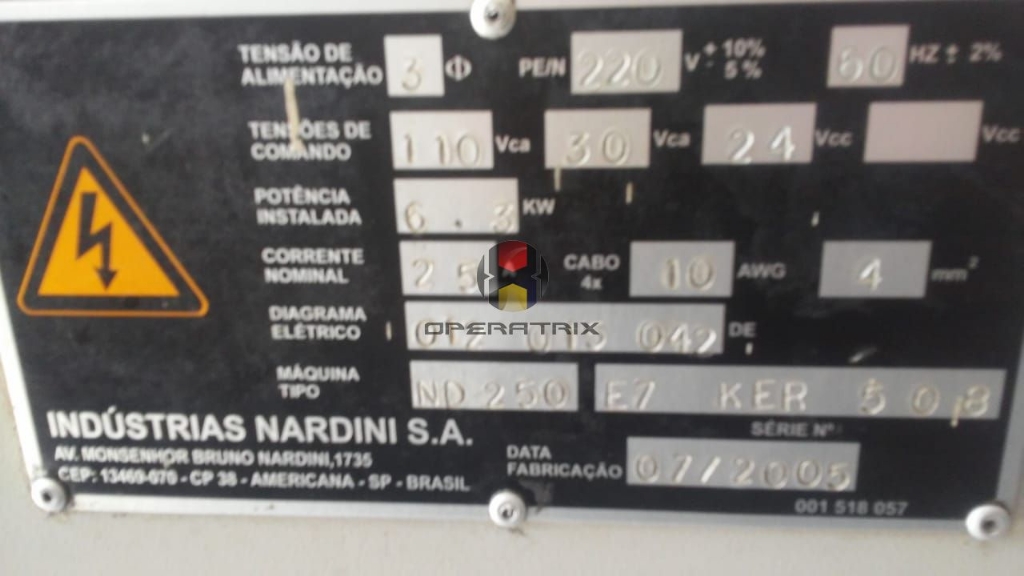 TENSÃO DE ALIMENTAÇÃO 3 Φ PE/N 220 V + 10% - 5% 60 HZ ± 2%
TENSÕES DE COMANDO 110 Vca 30 Vca 24 Vcc Vcc
POTÊNCIA INSTALADA 6.3 KW
CORRENTE NOMINAL 25 CABO 4x 10 AWG 4 mm²
DIAGRAMA ELÉTRICO 012 015 042 DE
OPERATRIX
MÁQUINA TIPO ND 250 E7 KER 508
SÉRIE Nº
INDÚSTRIAS NARDINI S.A.
AV. MONSENHOR BRUNO NARDINI,1735
CEP: 13469-070 - CP 38 - AMERICANA - SP - BRASIL
DATA FABRICAÇÃO 07/2005
001 518 057